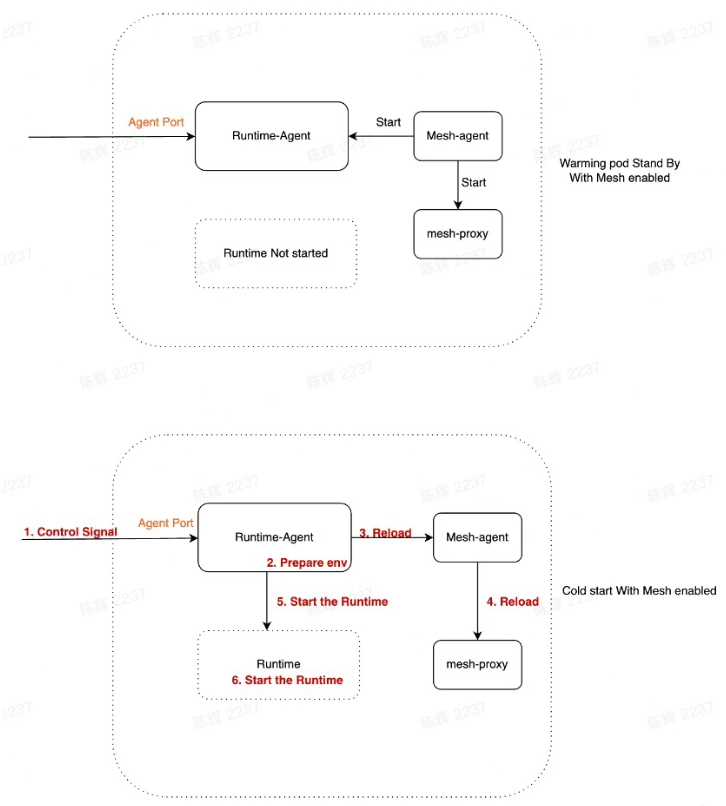 Agent Port
Runtime-Agent
Start
Mesh-agent
Start
mesh-proxy
Runtime Not started
Warming pod Stand By
With Mesh enabled
1. Control Signal
Agent Port
Runtime-Agent
2. Prepare env
3. Reload
Mesh-agent
5. Start the Runtime
4. Reload
Runtime
6. Start the Runtime
mesh-proxy
Cold start With Mesh enabled
陈辉 2237